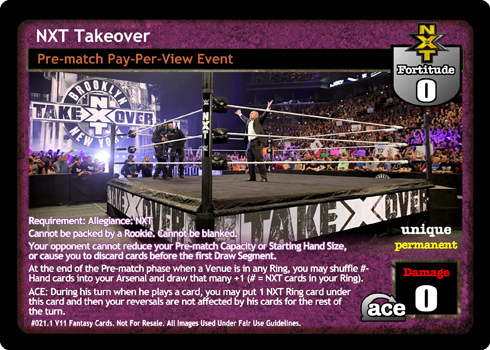 NXT Takeover
Pre-match Pay-Per-View Event
NXT
Fortitude
0
BROOKLYN
NXT
TAKEOVER
NEW YORK
NXT
TAKEOVER
Requirement: Allegiance: NXT
Cannot be packed by a Rookie. Cannot be blanked.
Your opponent cannot reduce your Pre-match Capacity or Starting Hand Size,
or cause you to discard cards before the first Draw Segment.
At the end of the Pre-match phase when a Venue is in any Ring, you may shuffle #-
Hand cards into your Arsenal and draw that many +1 (# = NXT cards in your Ring).
ACE: During his turn when he plays a card, you may put 1 NXT Ring card under
this card and then your reversals are not affected by his cards for the rest of
the turn.
unique
permanent
Damage
ace
0
#021.1 V11 Fantasy Cards. Not For Resale. All Images Used Under Fair Use Guidelines.